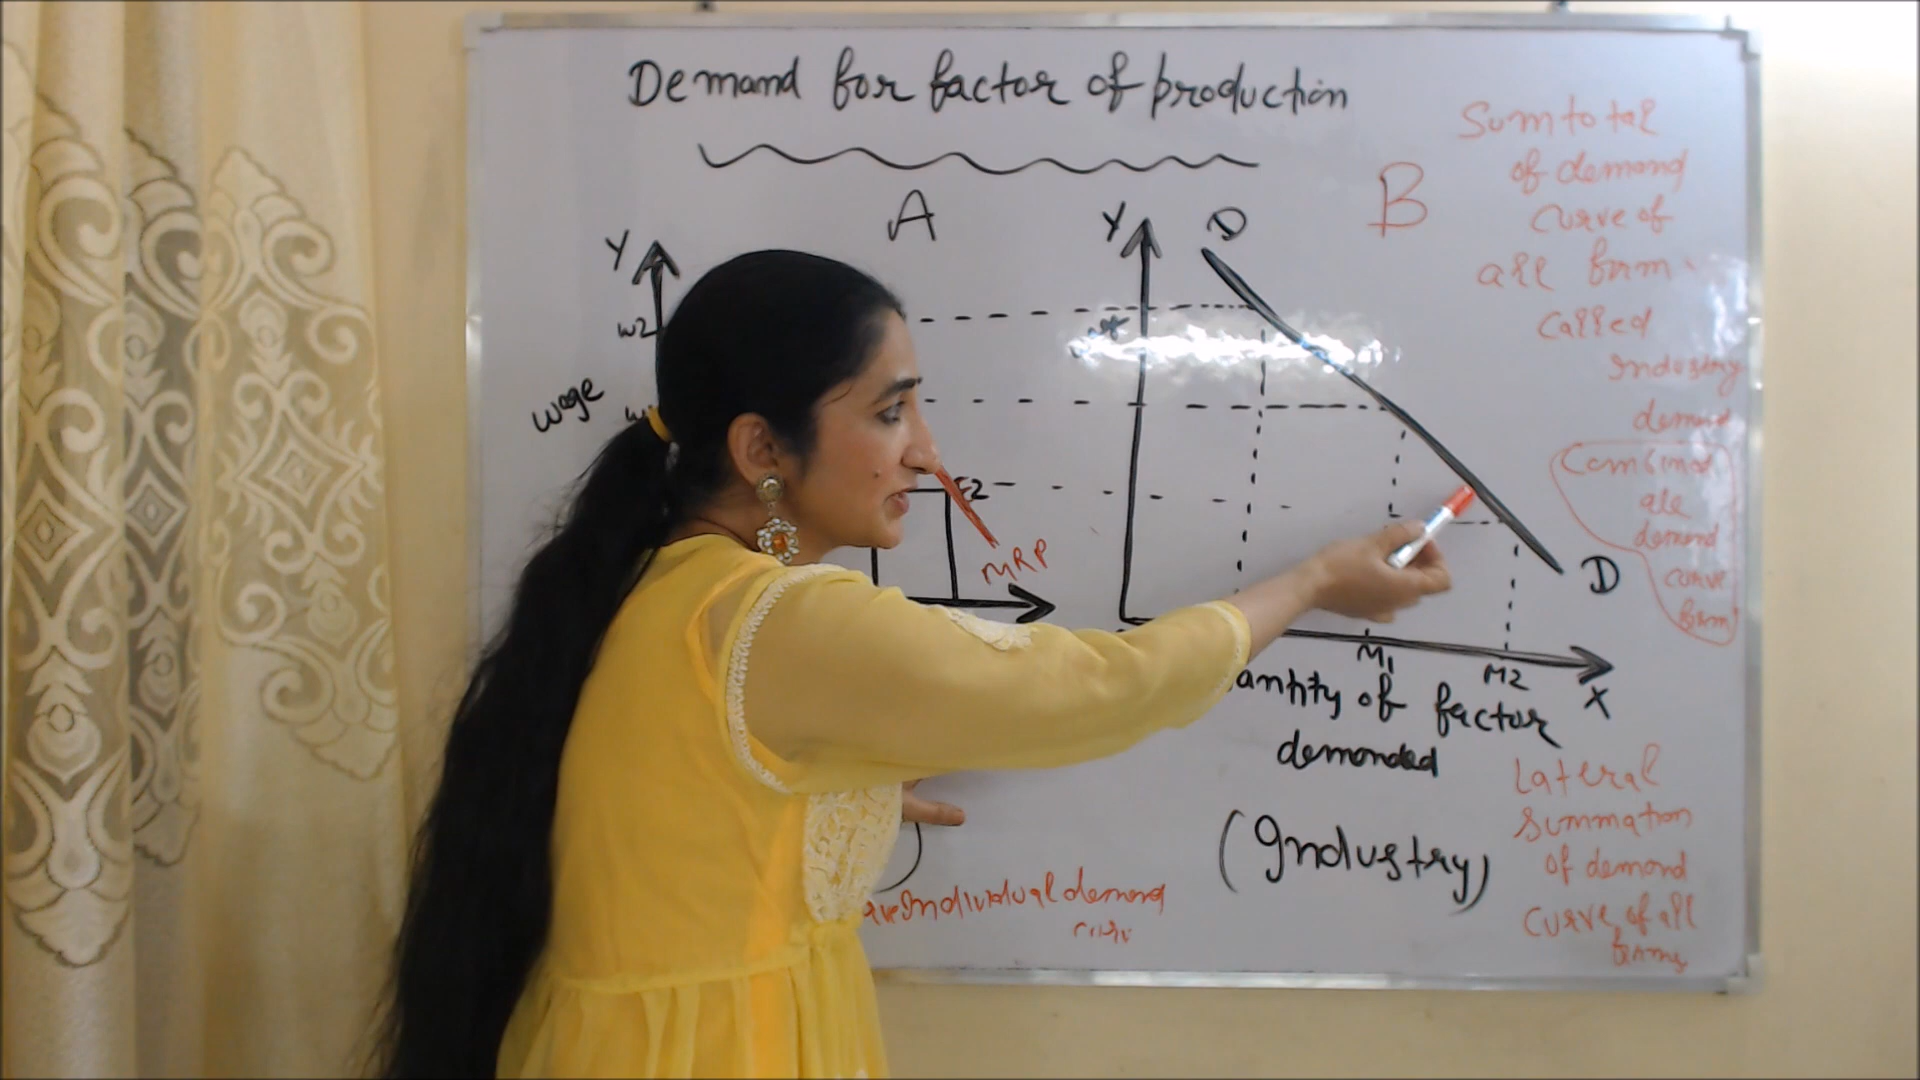 Demand for factor of production
A
Y
w2
wage
E2
MRP
Individual demand
B
Y
D
D
M1
M2
X
antity of factor
demonded
(Industry)
Sum total
of demand
curve of
all firm
called
industry
demand
Combined
all
demand
curve
firm
Lateral
summation
of demand
curve of all
firms